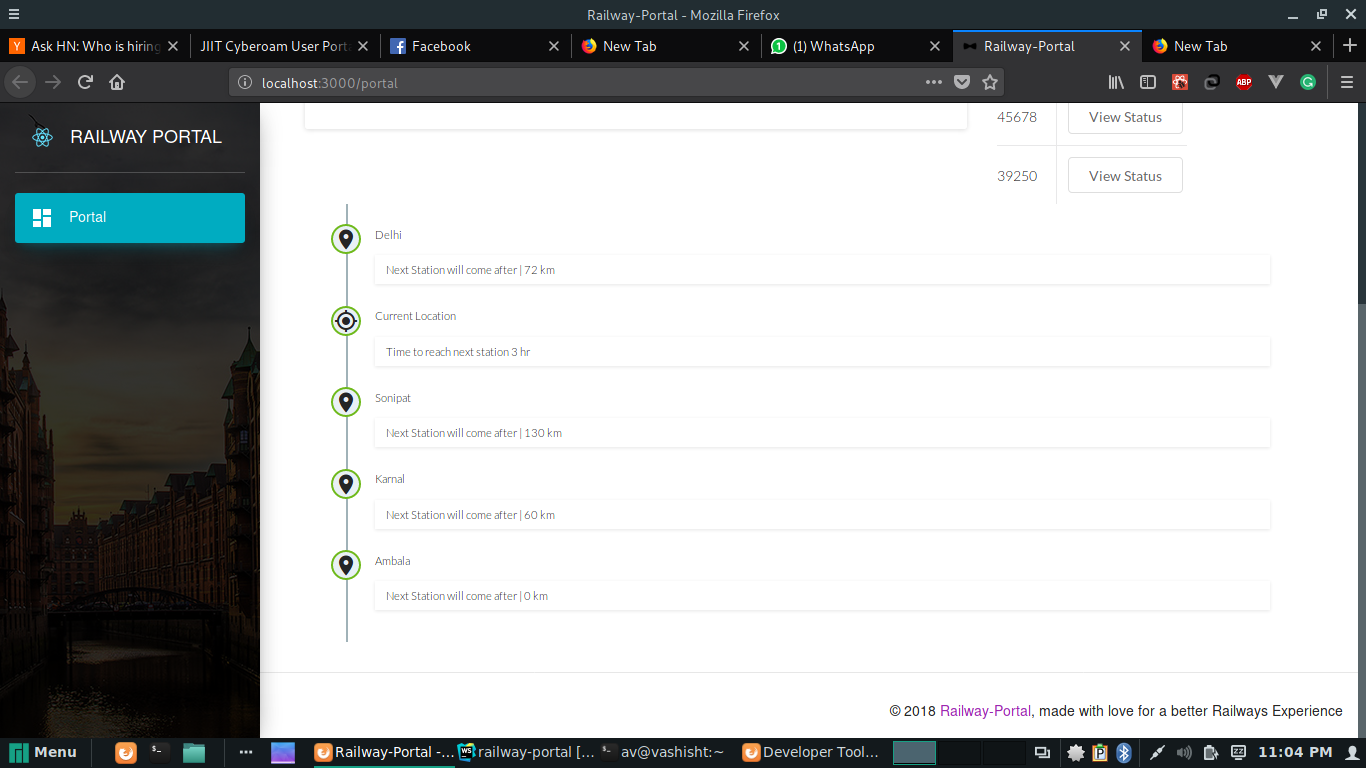 Railway-Portal - Mozilla Firefox
Ask HN: Who is hiring
JIIT Cyberoam User Porta
Facebook
New Tab
(1) WhatsApp
Railway-Portal
New Tab
localhost:3000/portal
ABP
RAILWAY PORTAL
Portal
45678 View Status
39250 View Status
Delhi
Next Station will come after | 72 km
Current Location
Time to reach next station 3 hr
Sonipat
Next Station will come after | 130 km
Karnal
Next Station will come after | 60 km
Ambala
Next Station will come after | 0 km
© 2018 Railway-Portal, made with love for a better Railways Experience
Menu
Railway-Portal -...
railway-portal [...
av@vashisht: ~
Developer Tool...
11:04 PM